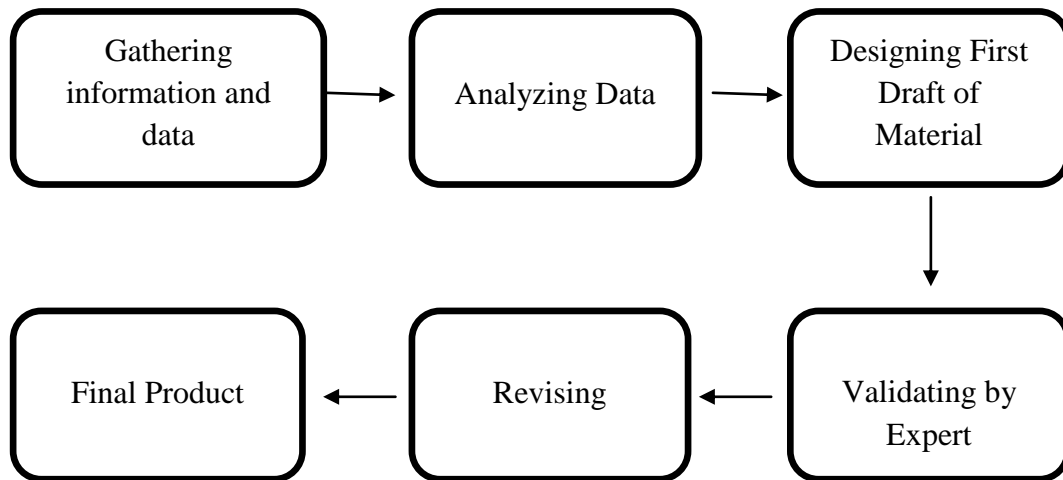 Gathering
information and
data
Analyzing Data
Designing First
Draft of
Material
Final Product
Revising
Validating by
Expert